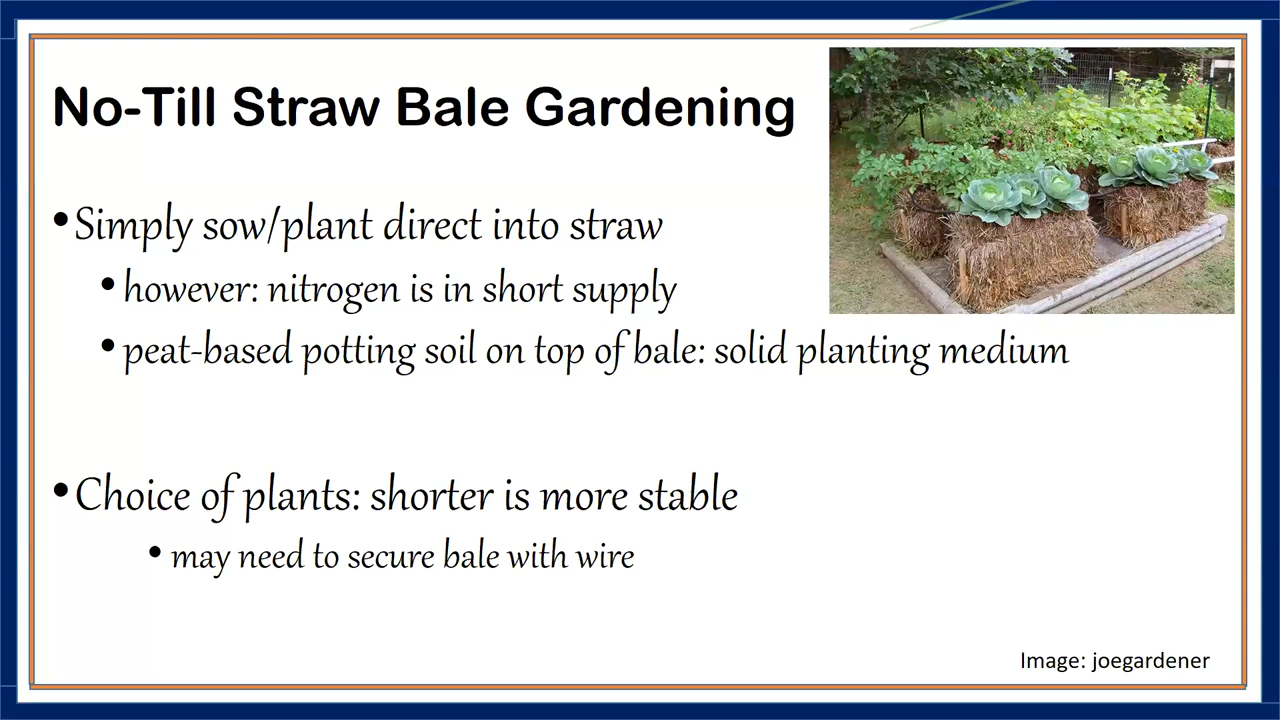 No-Till Straw Bale Gardening
•Simply sow/plant direct into straw
•however: nitrogen is in short supply
•peat-based potting soil on top of bale: solid planting medium
•Choice of plants: shorter is more stable
•may need to secure bale with wire
Image: joegardener